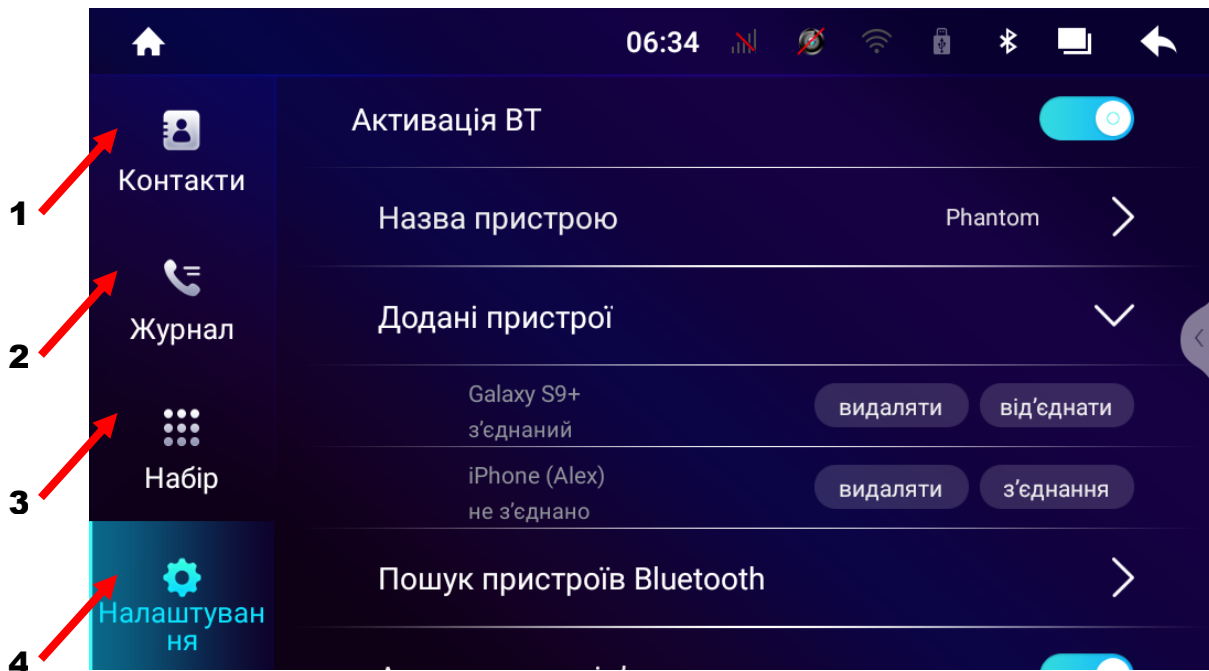 06:34
Активація BT
1
Контакти
Назва пристрою
Phantom
2
Журнал
Додані пристрої
Galaxy S9+
з’єднаний
видаляти
від’єднати
3
Набір
iPhone (Alex)
не з’єднано
видаляти
з’єднання
4
Налаштуван
ня
Пошук пристроїв Bluetooth